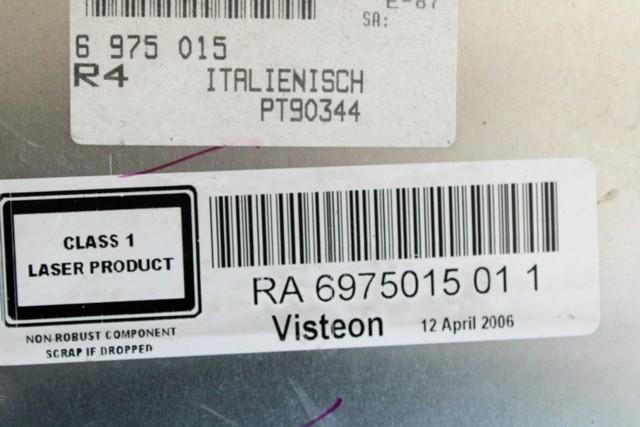 E-87
SA:
6 975 015
R4 ITALIENISCH
PT90344
CLASS 1
LASER PRODUCT
NON-ROBUST COMPONENT
SCRAP IF DROPPED
RA 6975015 01 1
Visteon 12 April 2006